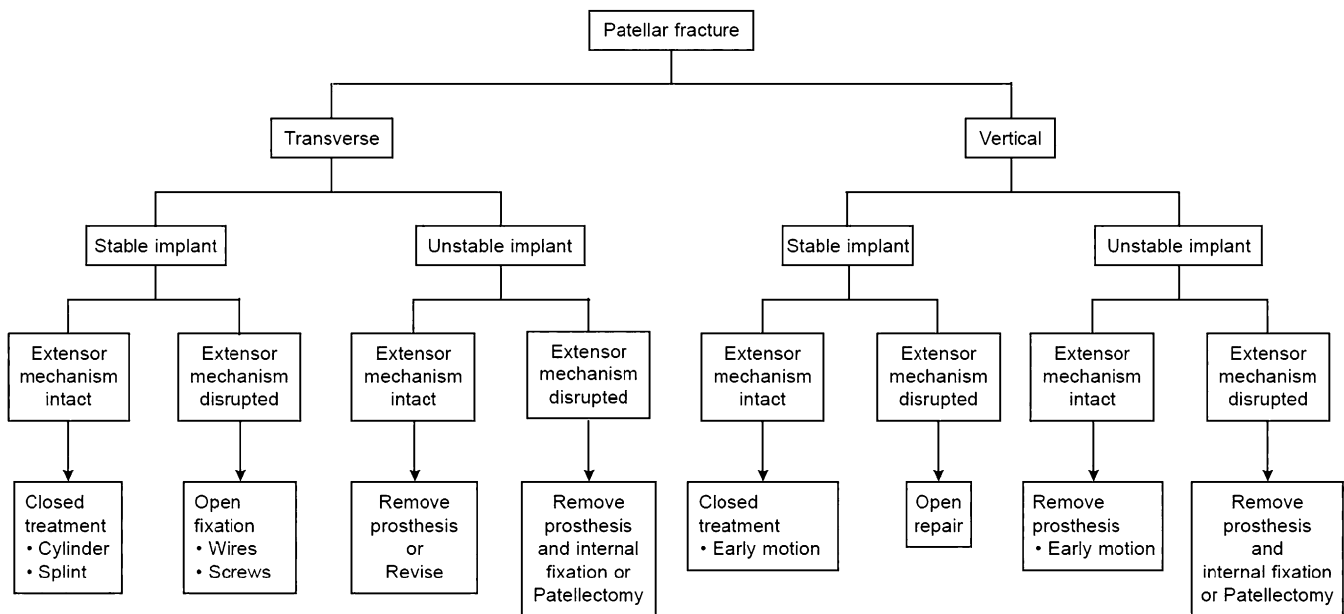 Patellar fracture
Transverse
Vertical
Stable implant
Unstable implant
Stable implant
Unstable implant
Extensor
mechanism
intact
Extensor
mechanism
disrupted
Extensor
mechanism
intact
Extensor
mechanism
disrupted
Extensor
mechanism
intact
Extensor
mechanism
disrupted
Extensor
mechanism
intact
Extensor
mechanism
disrupted
Closed
treatment
• Cylinder
• Splint
Open
fixation
• Wires
• Screws
Remove
prosthesis
or
Revise
Remove
prosthesis
and internal
fixation or
Patellectomy
Closed
treatment
• Early motion
Open
repair
Remove
prosthesis
• Early motion
Remove
prosthesis
and
internal fixation
or Patellectomy